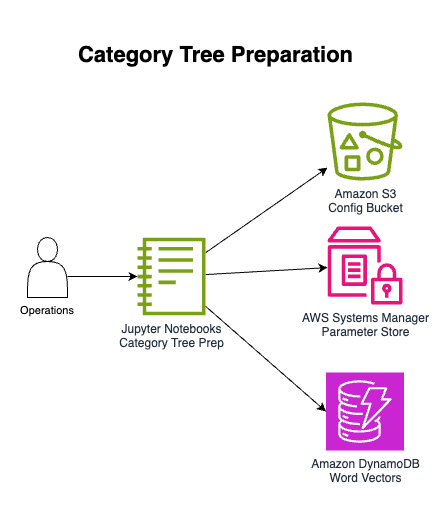 Category Tree Preparation
Amazon S3
Config Bucket
Operations
Jupyter Notebooks
Category Tree Prep
AWS Systems Manager
Parameter Store
Amazon DynamoDB
Word Vectors